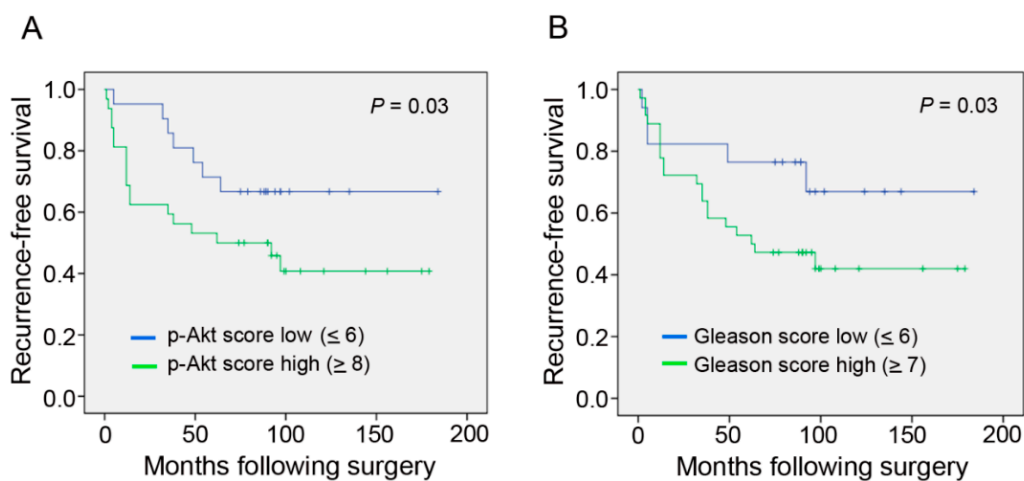 A
Recurrence-free survival
1.0
0.8
0.6
0.4
0.2
0.0
P = 0.03
p-Akt score low (≤ 6)
p-Akt score high (≥ 8)
0
50
100
150
200
Months following surgery
B
Recurrence-free survival
1.0
0.8
0.6
0.4
0.2
0.0
P = 0.03
Gleason score low (≤ 6)
Gleason score high (≥ 7)
0
50
100
150
200
Months following surgery